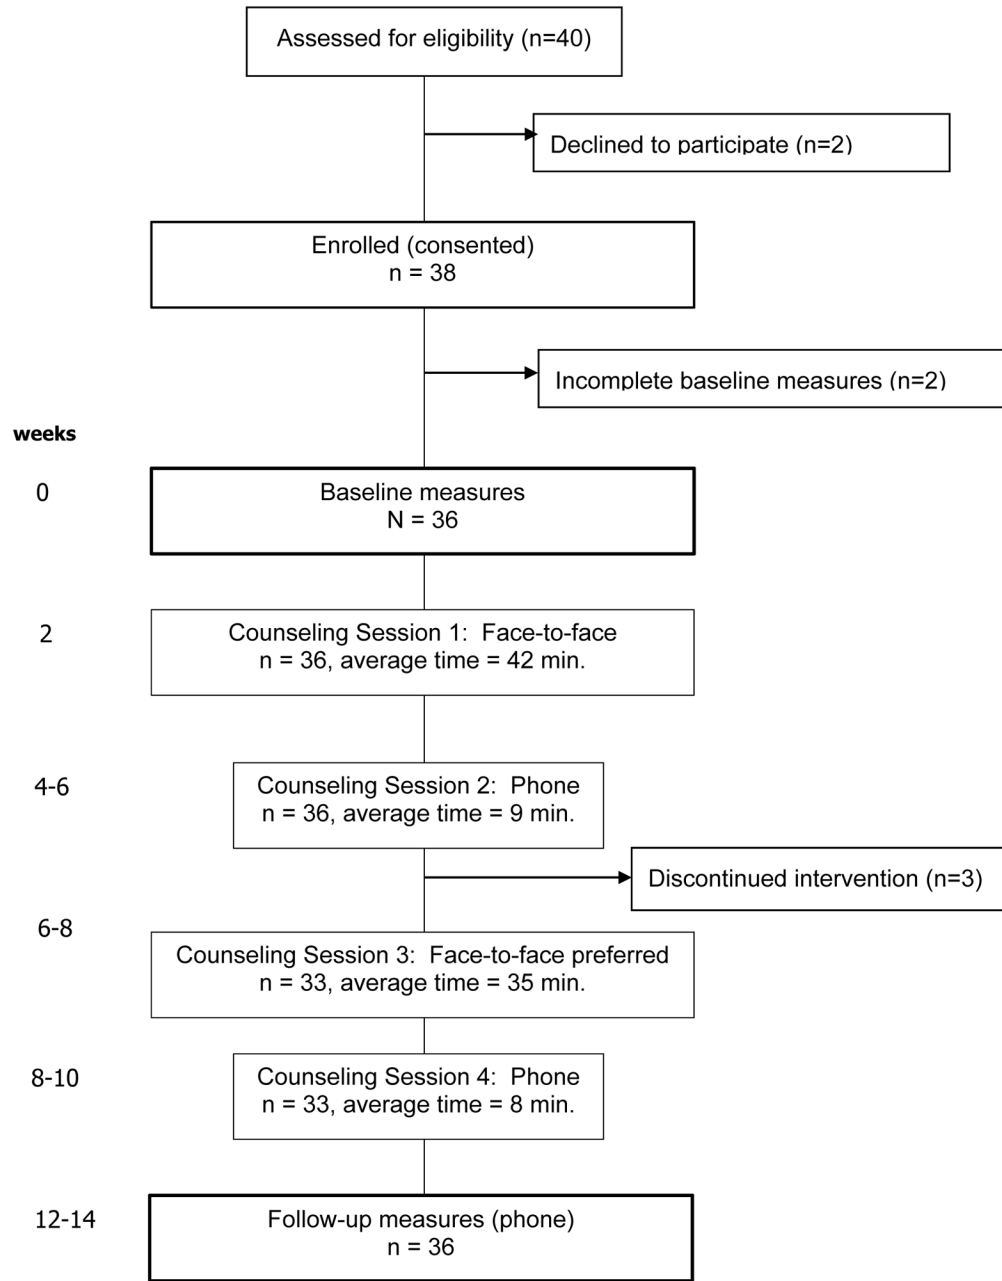 Assessed for eligibility (n=40)
Declined to participate (n=2)
Enrolled (consented)
n = 38
Incomplete baseline measures (n=2)
weeks
0
Baseline measures
N = 36
2
Counseling Session 1:  Face-to-face
n = 36, average time = 42 min.
4-6
Counseling Session 2:  Phone
n = 36, average time = 9 min.
Discontinued intervention (n=3)
6-8
Counseling Session 3:  Face-to-face preferred
n = 33, average time = 35 min.
8-10
Counseling Session 4:  Phone
n = 33, average time = 8 min.
12-14
Follow-up measures (phone)
n = 36